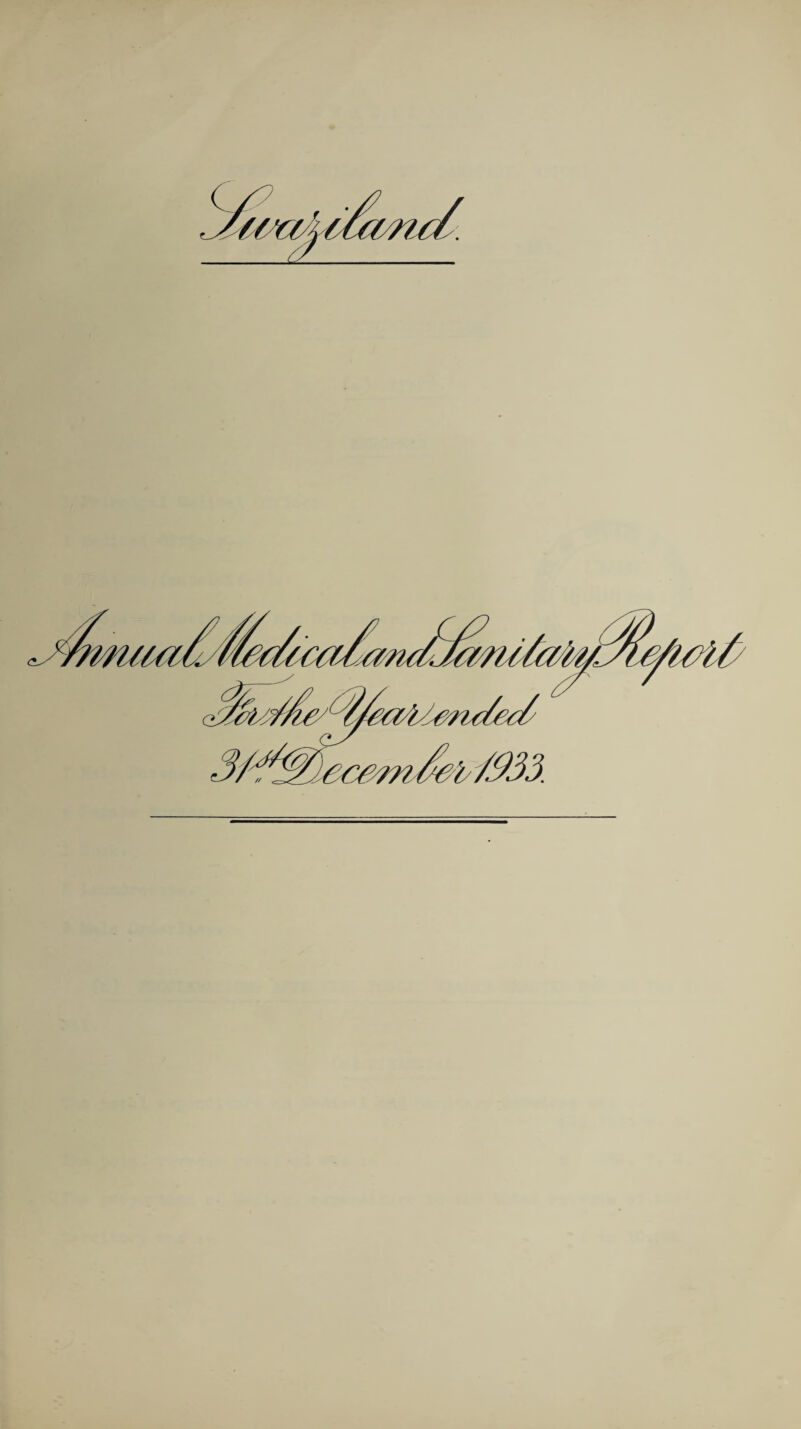 Swaziland.
Annual Medical and Sanitary Report
For the Year ended
31st December 1933.